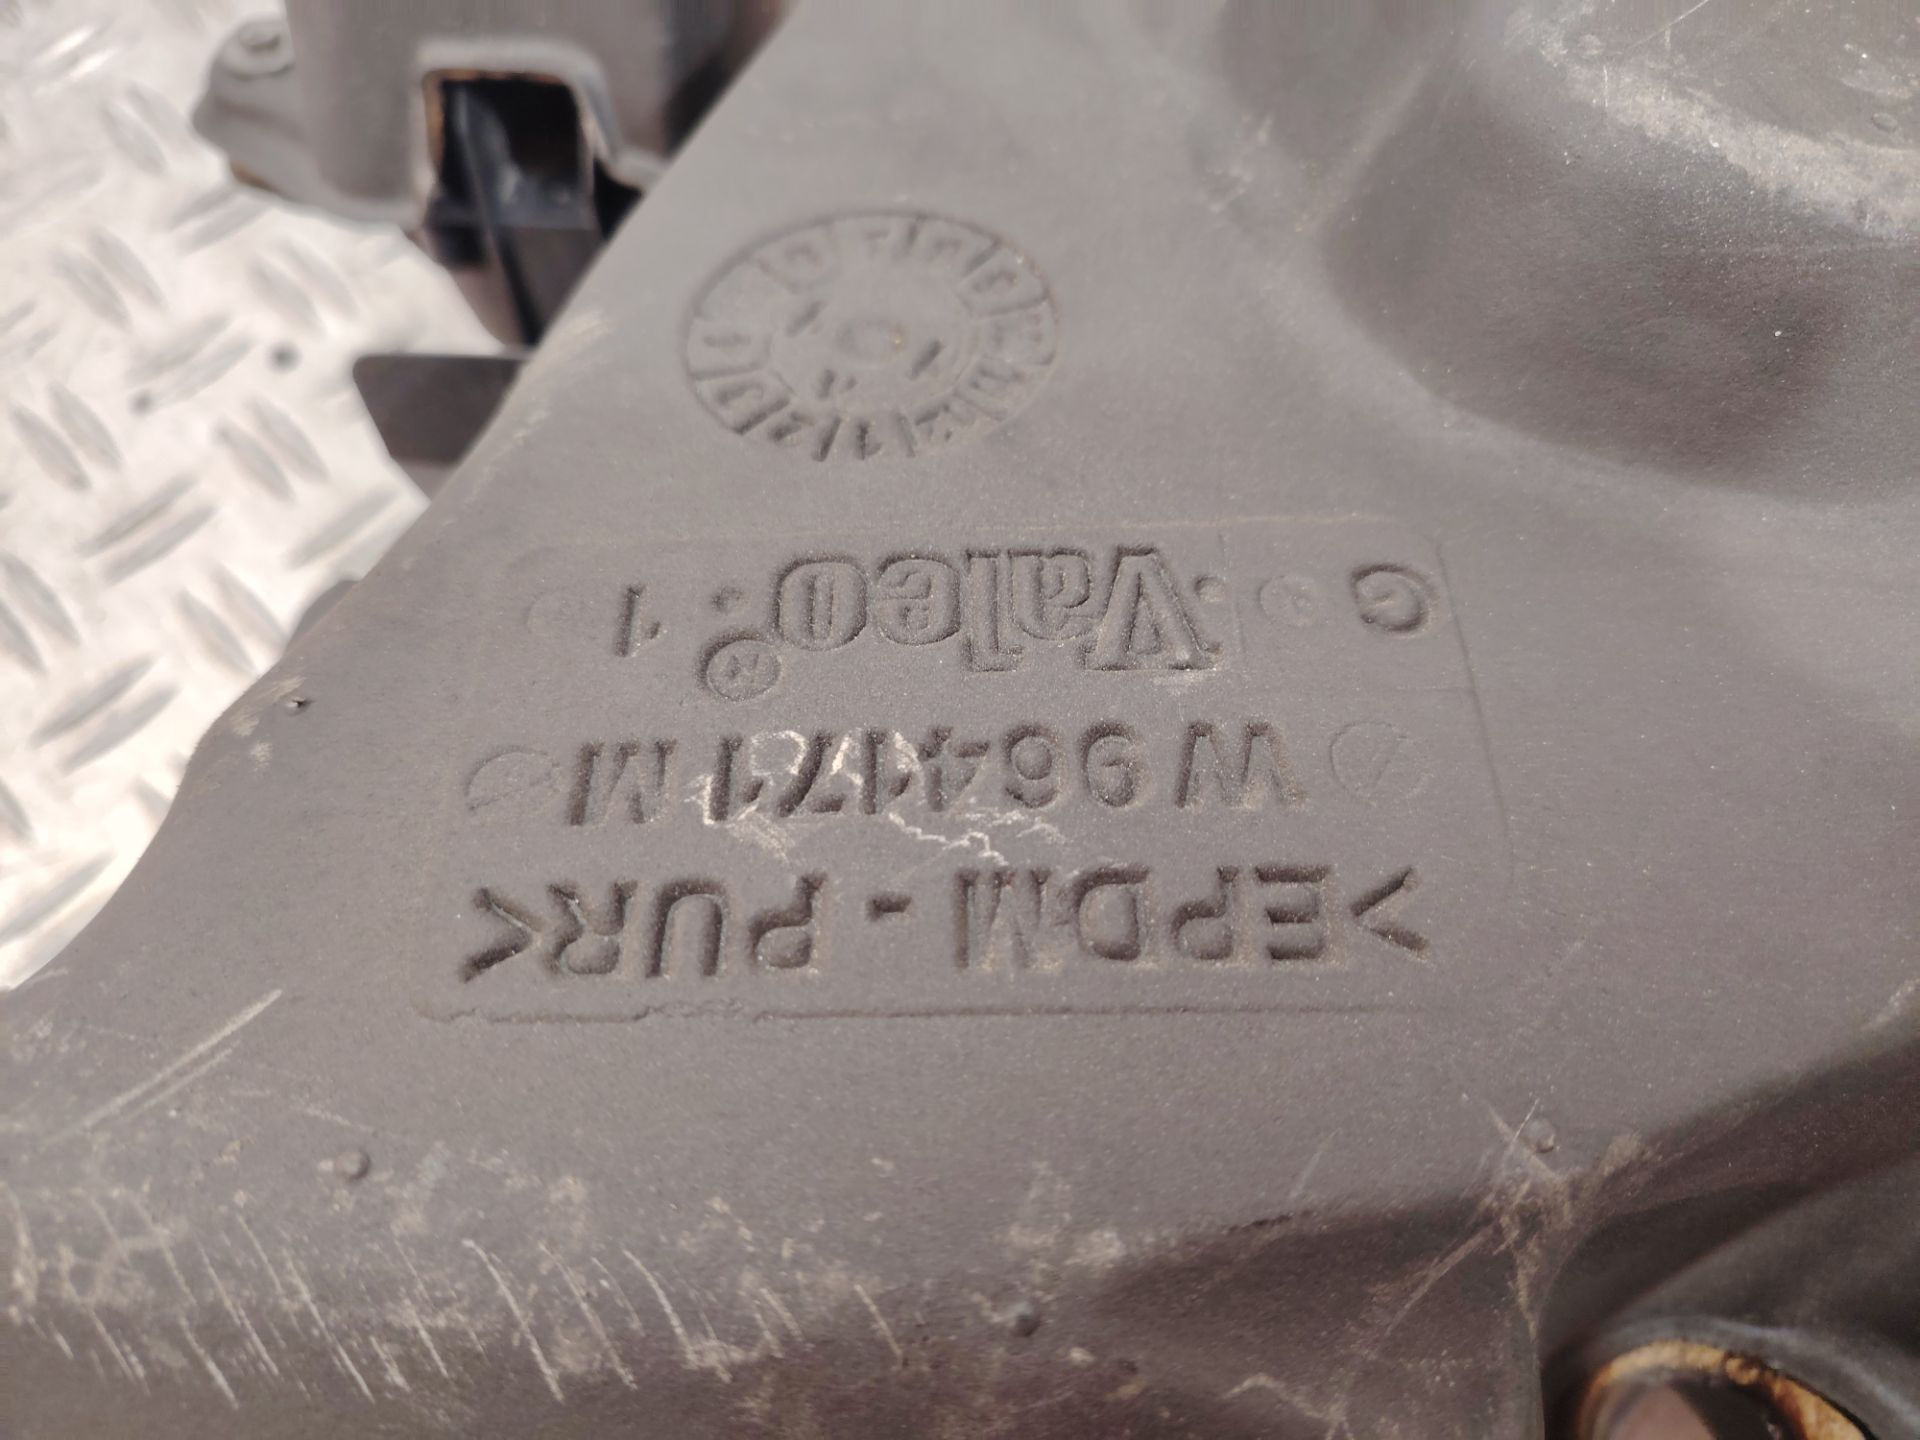 >EPDM - PUR<
W 964171 M
G Valeo® 1